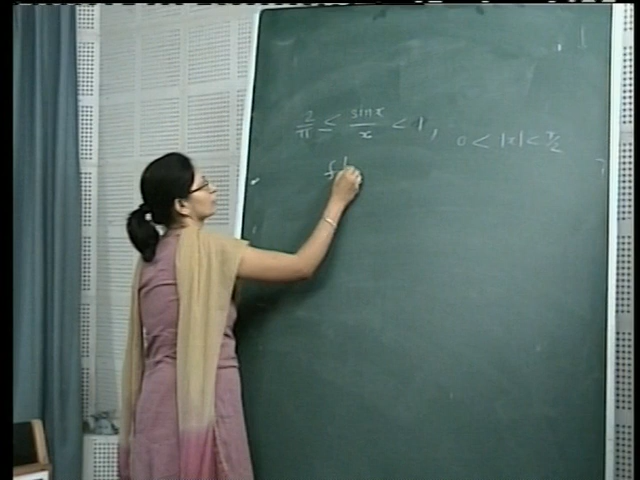 2/π ≤ sin x/x < 1, 0 < |x| < π/2
f(